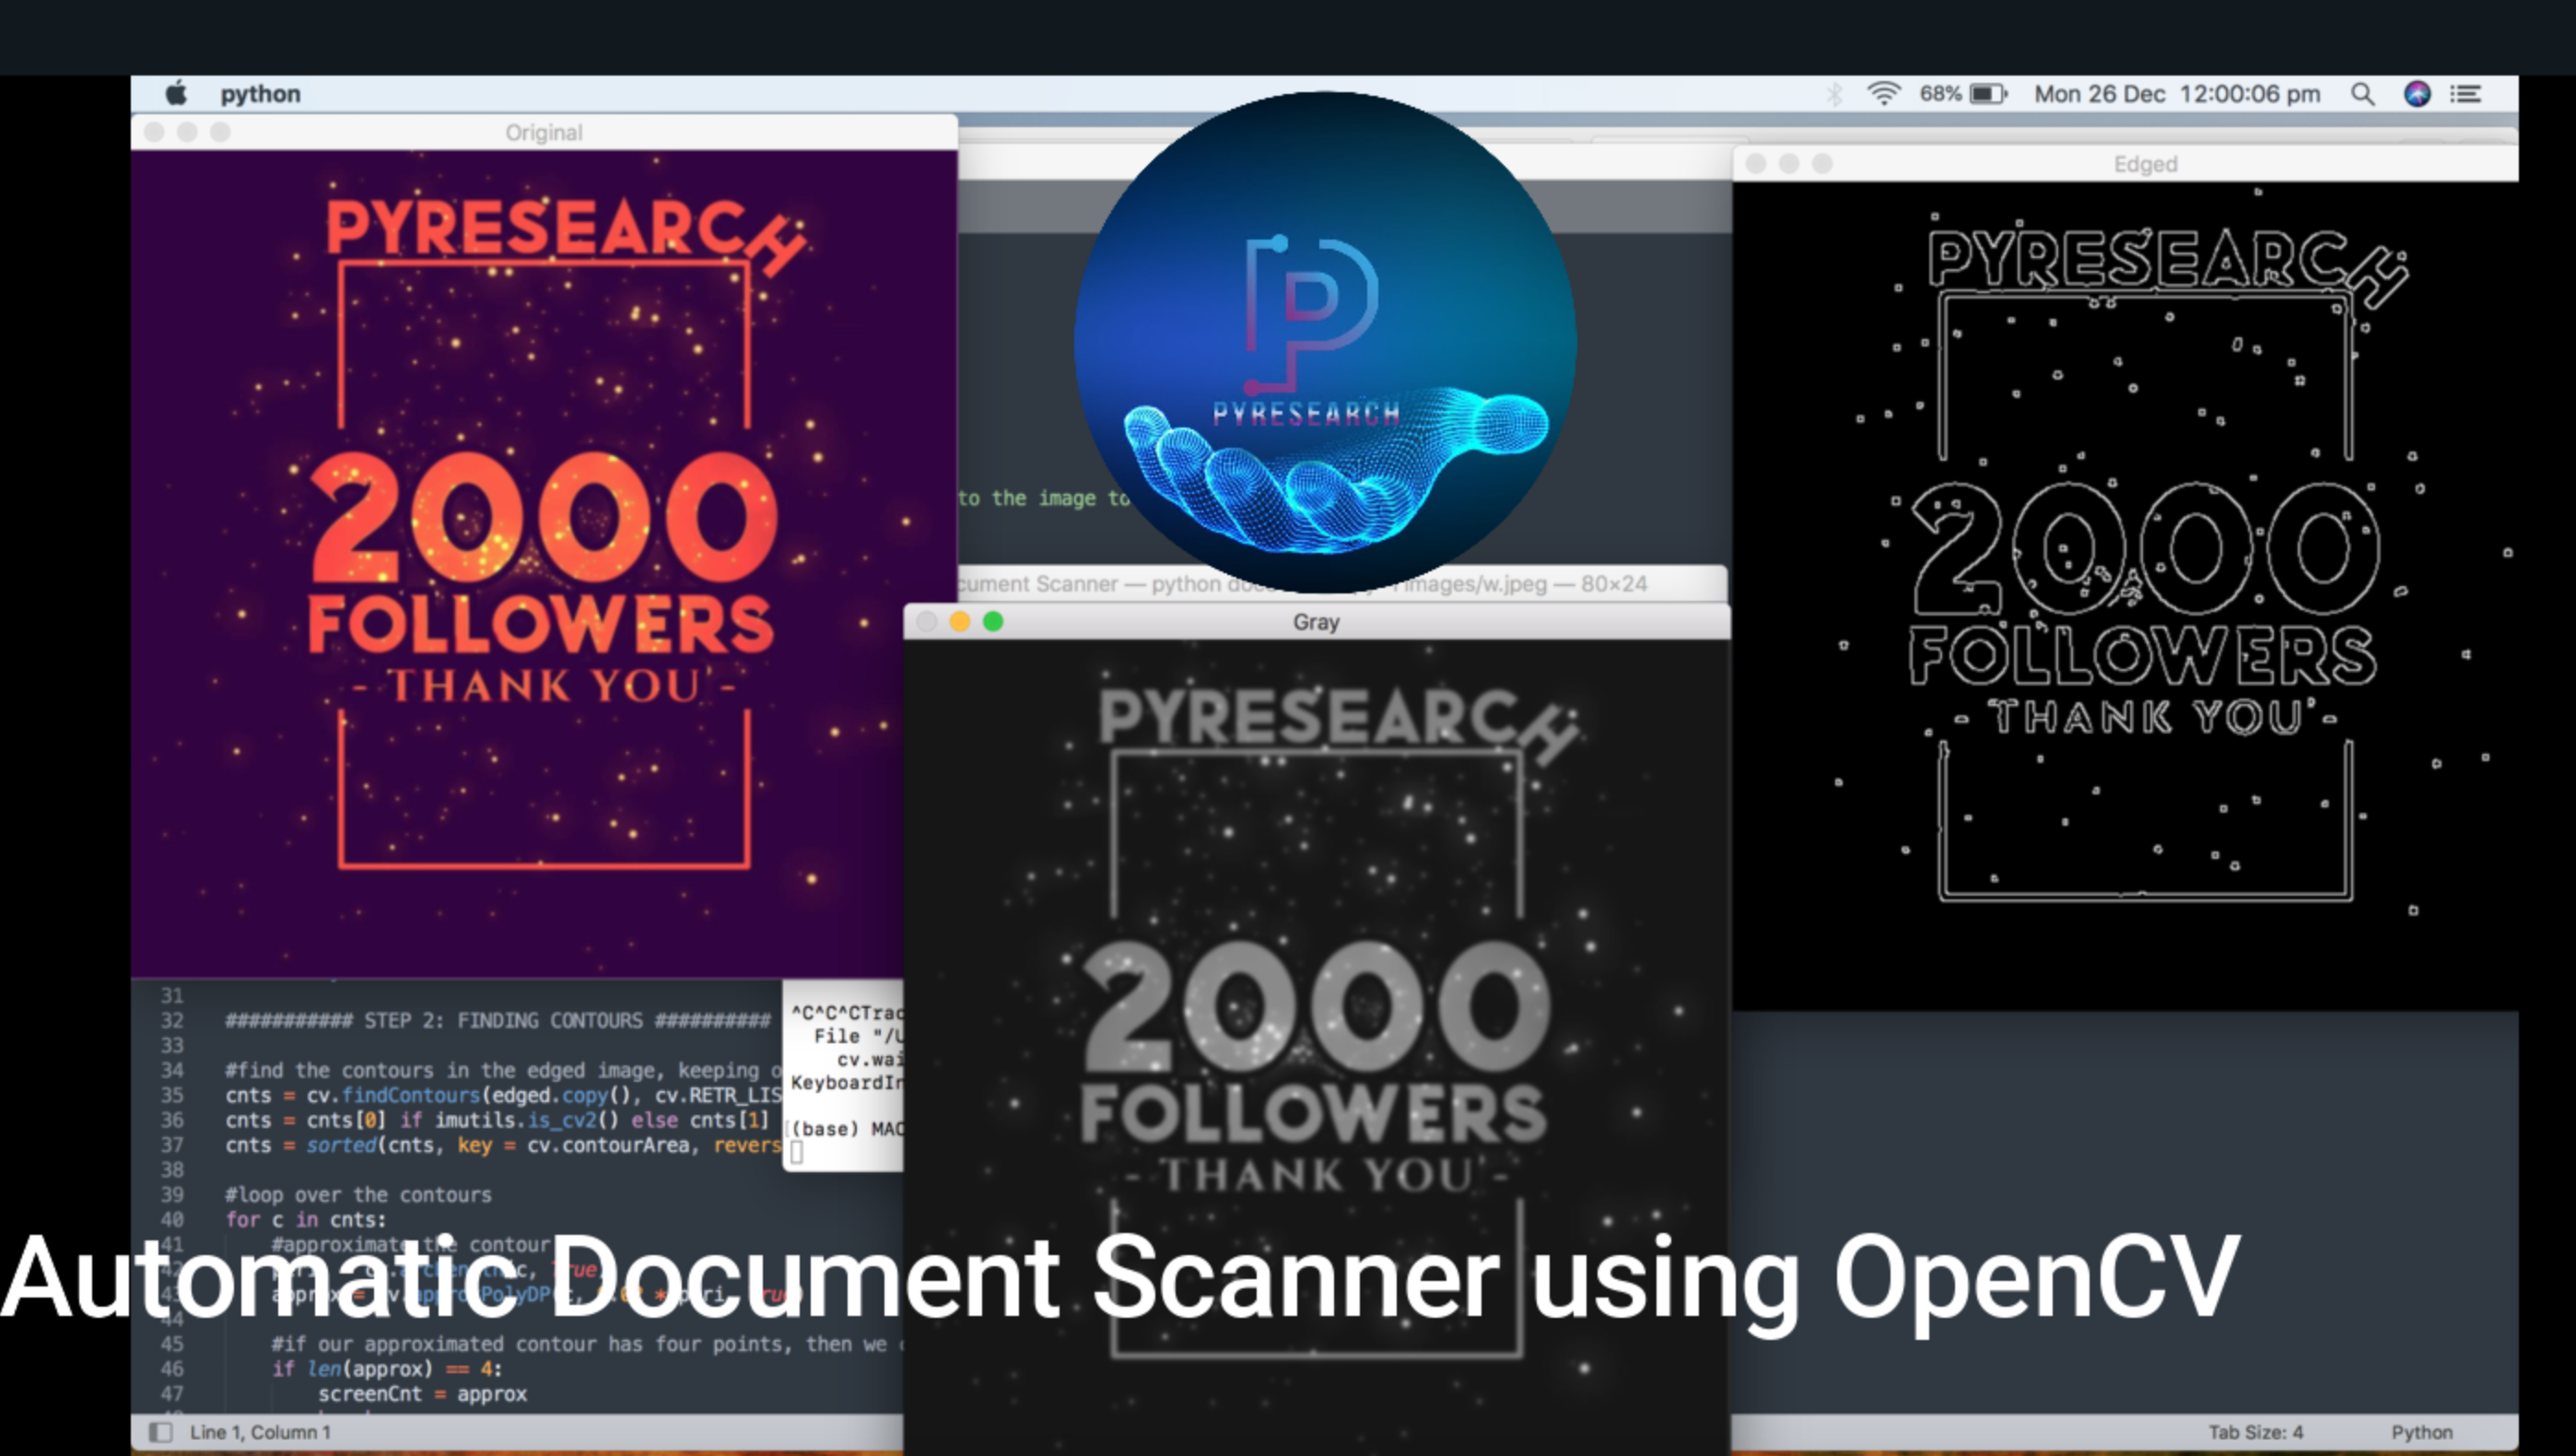 python
68%
Mon 26 Dec 12:00:06 pm
Original
PYRESEARCH
2000
FOLLOWERS
- THANK YOU -
PYRESEARCH
to the image to
cument Scanner — python
images/w.jpeg — 80×24
Edged
PYRESEARCH
2000
FOLLOWERS
- THANK YOU -
Gray
PYRESEARCH
2000
FOLLOWERS
- THANK YOU -
31
32 ########### STEP 2: FINDING CONTOURS ##########
33
34 #find the contours in the edged image, keeping
35 cnts = cv.findContours(edged.copy(), cv.RETR_LIS
36 cnts = cnts[0] if imutils.is_cv2() else cnts[1]
37 cnts = sorted(cnts, key = cv.contourArea, revers
38
39 #loop over the contours
40 for c in cnts:
41 #approximate the contour
44
45 #if our approximated contour has four points, then we
46 if len(approx) == 4:
47 screenCnt = approx
^C^C^CTrac
File "/U
cv.wai
KeyboardIn
(base) MAC
Automatic Document Scanner using OpenCV
Line 1, Column 1
Tab Size: 4
Python